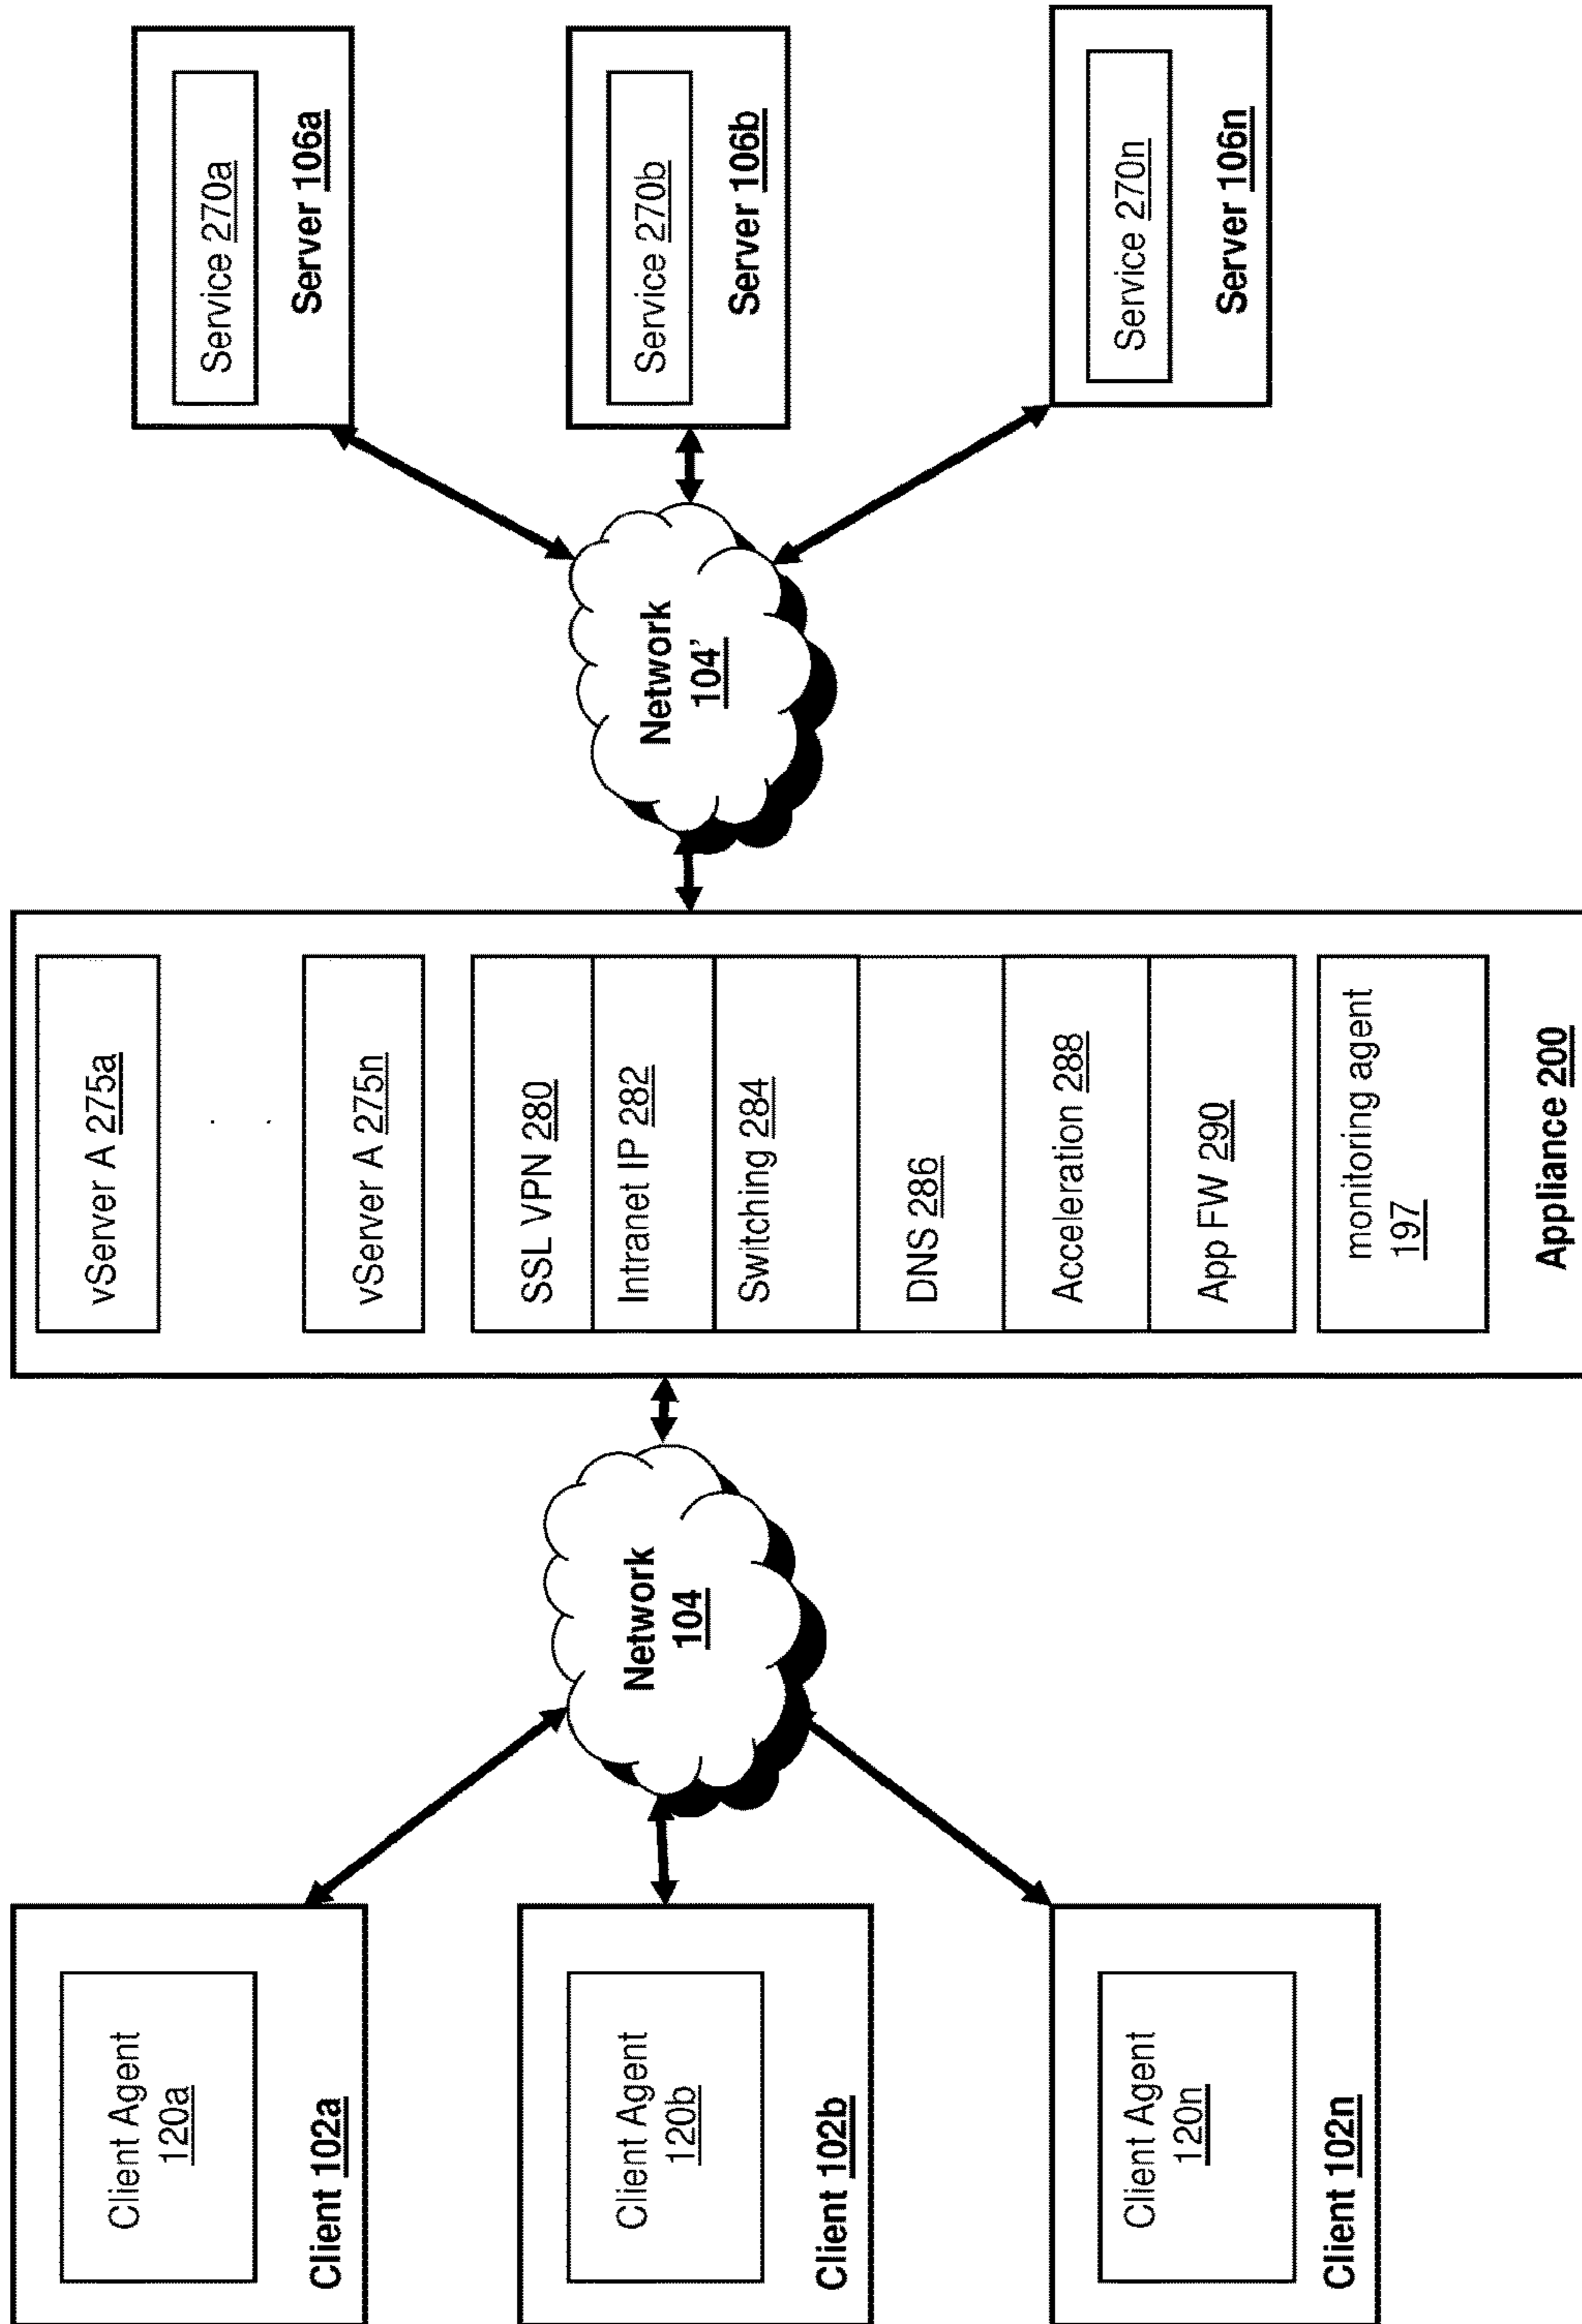 Client Agent
120a
Client 102a
Client Agent
120b
Client 102b
Client Agent
120n
Client 102n
Network
104
vServer A 275a
vServer A 275n
SSL VPN 280
Intranet IP 282
Switching 284
DNS 286
Acceleration 288
App FW 290
monitoring agent
197
Appliance 200
Network
104'
Service 270a
Server 106a
Service 270b
Server 106b
Service 270n
Server 106n